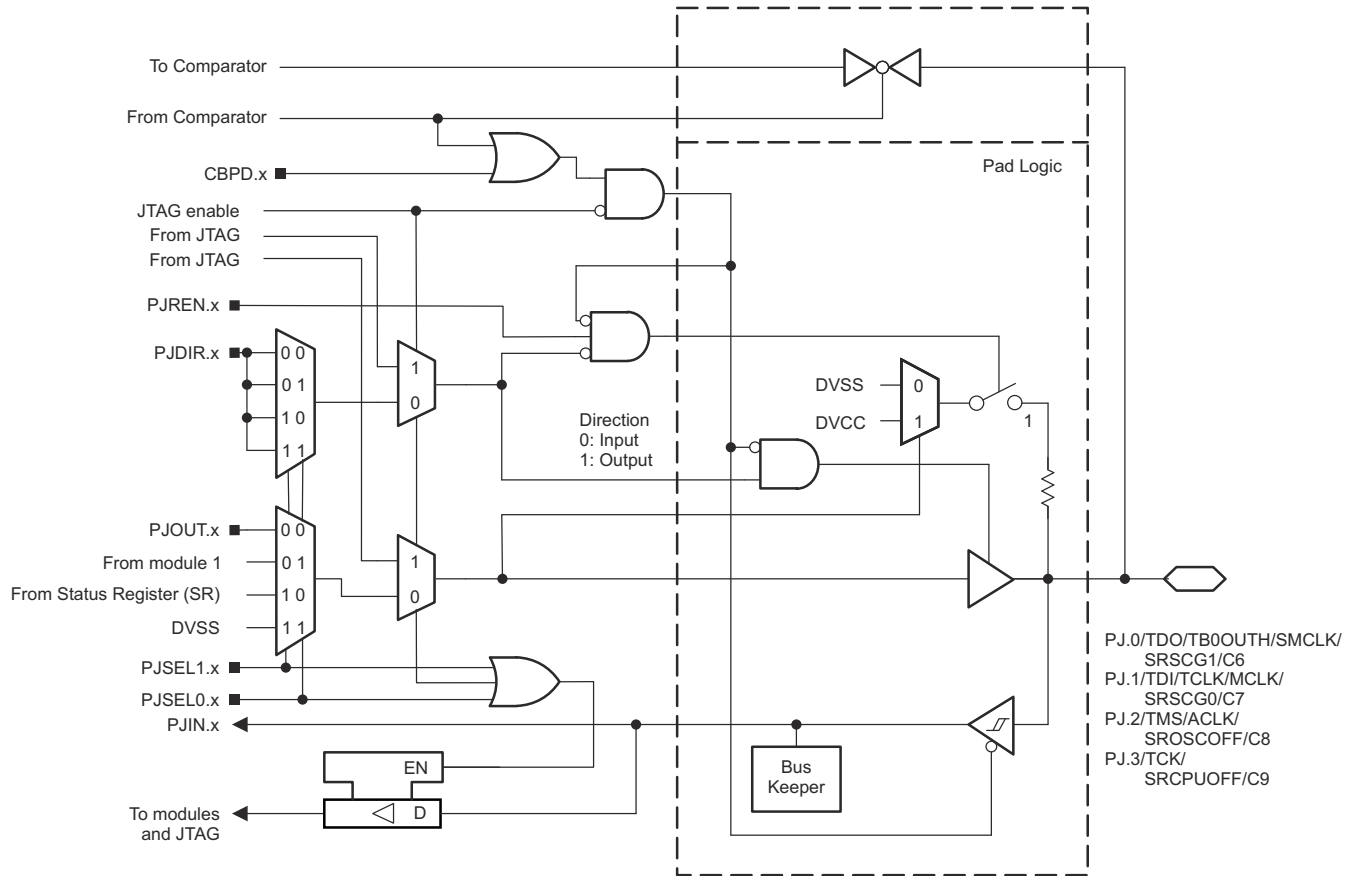 To Comparator
From Comparator
Pad Logic
CBPD.x
JTAG enable
From JTAG
From JTAG
PJREN.x
PJDIR.x
0 0
0 1
1 0
1 1
1
0
Direction
0: Input
1: Output
DVSS
DVCC
0
1
1
PJOUT.x
From module 1
From Status Register (SR)
DVSS
0 0
0 1
1 0
1 1
1
0
PJSEL1.x
PJSEL0.x
PJIN.x
EN
D
To modules
and JTAG
Bus
Keeper
PJ.0/TDO/TB0OUTH/SMCLK/
SRSCG1/C6
PJ.1/TDI/TCLK/MCLK/
SRSCG0/C7
PJ.2/TMS/ACLK/
SROSCOFF/C8
PJ.3/TCK/
SRCPUOFF/C9